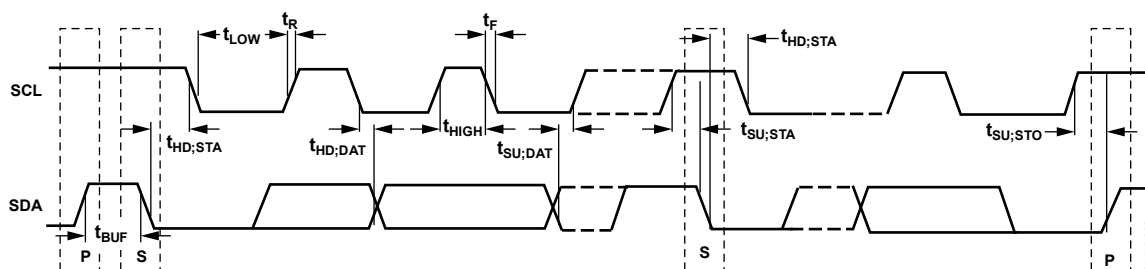 tR
tF
tLOW
tHD;STA
SCL
tHD;STA
tHD;DAT
tHIGH
tSU;DAT
tSU;STA
tSU;STO
SDA
tBUF
P
S
S
P